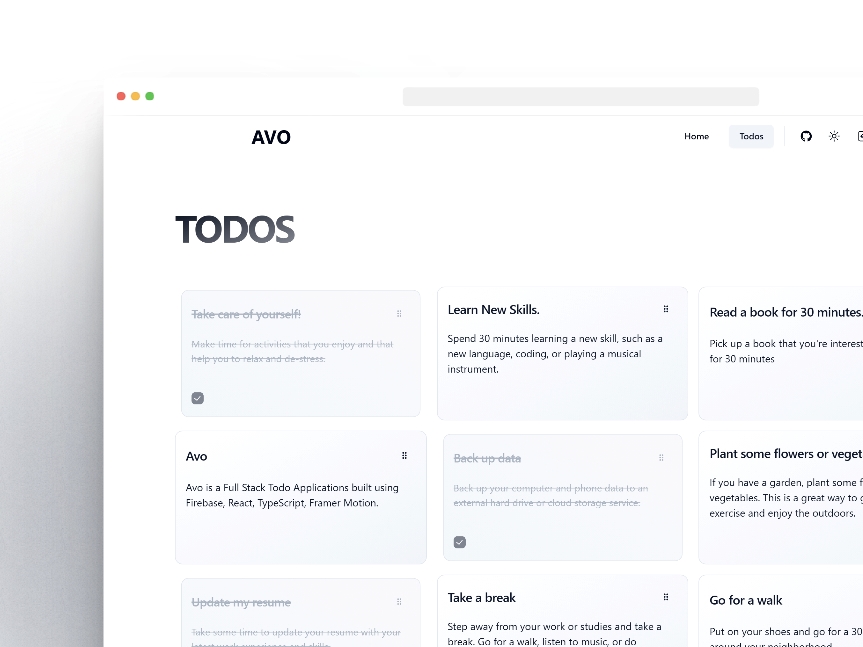 AVO
Home
Todos
TODOS
Take care of yourself!
Make time for activities that you enjoy and that
help you to relax and de-stress.
Learn New Skills.
Spend 30 minutes learning a new skill, such as a
new language, coding, or playing a musical
instrument.
Read a book for 30 minutes.
Pick up a book that you're interest
for 30 minutes
Avo
Avo is a Full Stack Todo Applications built using
Firebase, React, TypeScript, Framer Motion.
Back up data
Back up your computer and phone data to an
external hard drive or cloud storage service.
Plant some flowers or veget
If you have a garden, plant some f
vegetables. This is a great way to g
exercise and enjoy the outdoors.
Update my resume
Take some time to update your resume with your
latest work experience and skills.
Take a break
Step away from your work or studies and take a
break. Go for a walk, listen to music, or do
Go for a walk
Put on your shoes and go for a 30
around your neighborhood